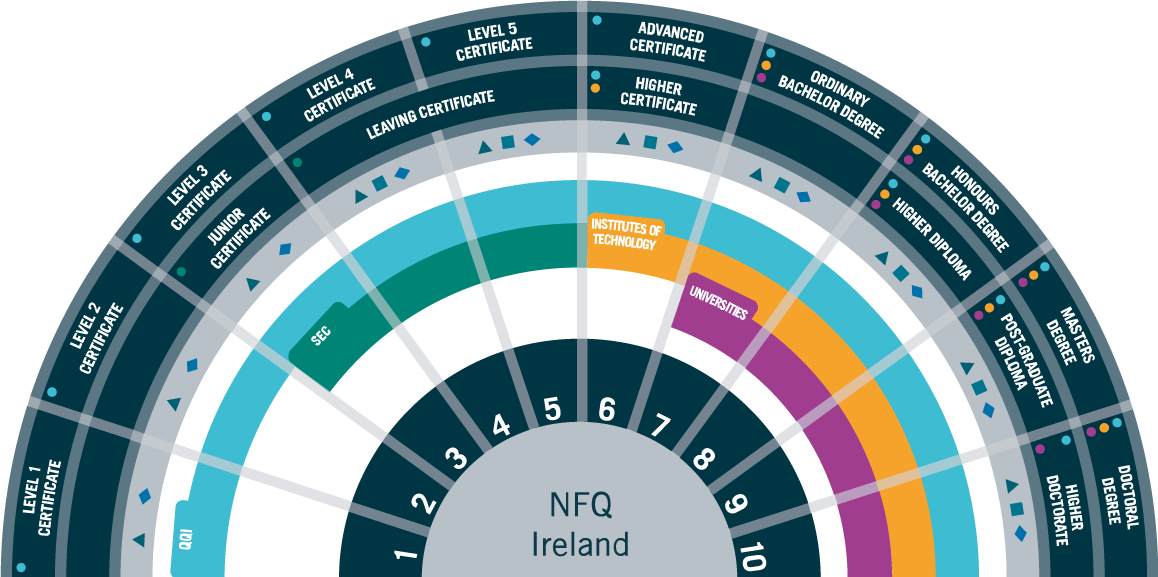 LEVEL 1
CERTIFICATE
LEVEL 2
CERTIFICATE
LEVEL 3
CERTIFICATE
LEVEL 4
CERTIFICATE
LEVEL 5
CERTIFICATE
ADVANCED
CERTIFICATE
ORDINARY
BACHELOR DEGREE
HONOURS
BACHELOR DEGREE
MASTERS
DEGREE
DOCTORAL
DEGREE
JUNIOR
CERTIFICATE
LEAVING CERTIFICATE
HIGHER
CERTIFICATE
HIGHER DIPLOMA
POST-GRADUATE
DIPLOMA
HIGHER
DOCTORATE
QQI
SEC
INSTITUTES OF
TECHNOLOGY
UNIVERSITIES
1
2
3
4
5
6
7
8
9
10
NFQ
Ireland